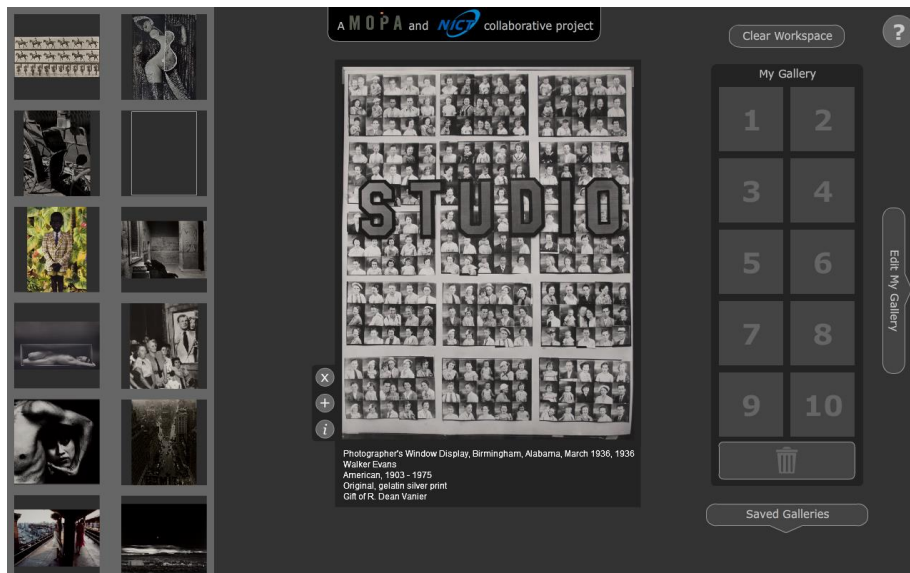 A MOPA and NICT collaborative project
Clear Workspace
?
My Gallery
1 2
3 4
5 6
7 8
9 10
STUDIO
x
+
i
Photographer's Window Display, Birmingham, Alabama, March 1936, 1936
Walker Evans
American, 1903 - 1975
Original, gelatin silver print
Gift of R. Dean Vanier
Edit My Gallery
Saved Galleries